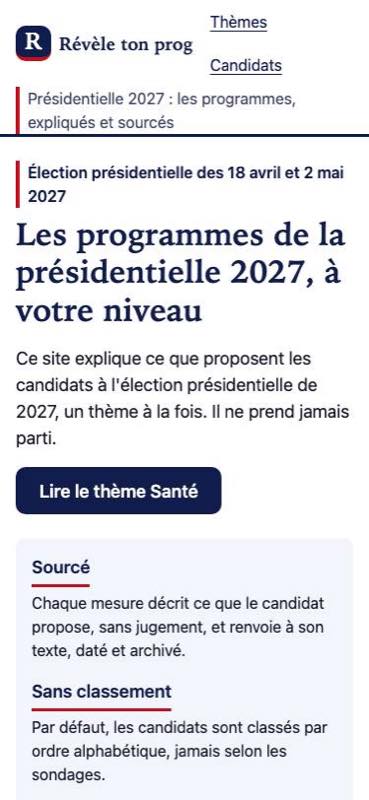 R Révèle ton prog
Thèmes
Candidats
Présidentielle 2027 : les programmes,
expliqués et sourcés
Élection présidentielle des 18 avril et 2 mai
2027
Les programmes de la
présidentielle 2027, à
votre niveau
Ce site explique ce que proposent les
candidats à l'élection présidentielle de
2027, un thème à la fois. Il ne prend jamais
parti.
Lire le thème Santé
Sourcé
Chaque mesure décrit ce que le candidat
propose, sans jugement, et renvoie à son
texte, daté et archivé.
Sans classement
Par défaut, les candidats sont classés par
ordre alphabétique, jamais selon les
sondages.